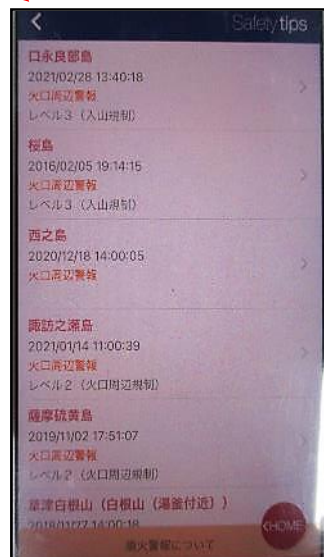 Safety tips
口永良部島
2021/02/28 13:40:18
火口周辺警報
レベル3（入山規制）
桜島
2016/02/05 19:14:15
火口周辺警報
レベル3（入山規制）
西之島
2020/12/18 14:00:05
火口周辺警報
諏訪之瀬島
2021/01/14 11:00:39
火口周辺警報
レベル2（火口周辺規制）
薩摩硫黄島
2019/11/02 17:51:07
火口周辺警報
レベル2（火口周辺規制）
草津白根山（白根山（湯釜付近））
2018/01/27 14:00:18
HOME
噴火警報について